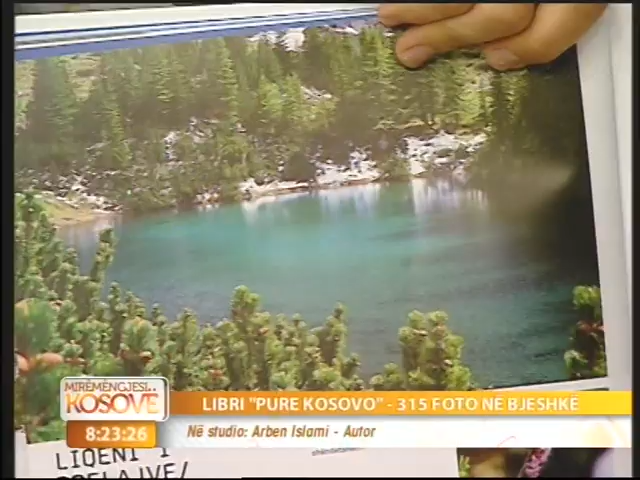 MIRËMËNGJESI..
KOSOVË
LIBRI "PURE KOSOVO" - 315 FOTO NË BJESHKË
8:23:26
Në studio: Arben Islami - Autor
LIQENI I